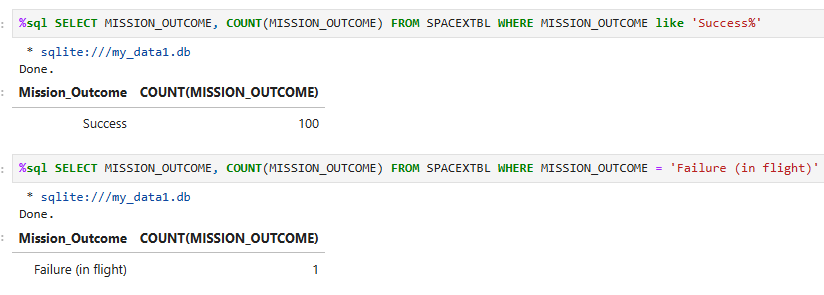 : %sql SELECT MISSION_OUTCOME, COUNT(MISSION_OUTCOME) FROM SPACEXTBL WHERE MISSION_OUTCOME like 'Success%'
* sqlite:///my_data1.db
Done.
: Mission_Outcome COUNT(MISSION_OUTCOME)
Success 100
: %sql SELECT MISSION_OUTCOME, COUNT(MISSION_OUTCOME) FROM SPACEXTBL WHERE MISSION_OUTCOME = 'Failure (in flight)'
* sqlite:///my_data1.db
Done.
: Mission_Outcome COUNT(MISSION_OUTCOME)
Failure (in flight) 1